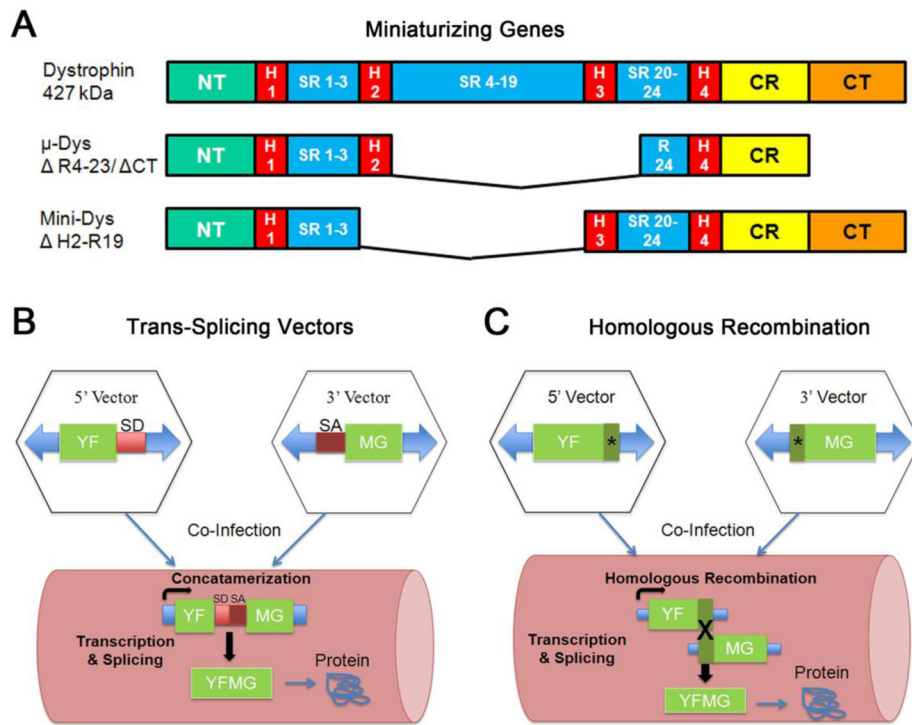 A
Miniaturizing Genes
Dystrophin
427 kDa
NT
H
1
SR 1-3
H
2
SR 4-19
H
3
SR 20-
24
H
4
CR
CT
µ-Dys
Δ R4-23/ΔCT
NT
H
1
SR 1-3
H
2
R
24
H
4
CR
Mini-Dys
Δ H2-R19
NT
H
1
SR 1-3
H
3
SR 20-
24
H
4
CR
CT
B
Trans-Splicing Vectors
5' Vector
YF
SD
3' Vector
SA
MG
Co-Infection
Concatamerization
SD SA
YF
MG
Transcription
& Splicing
YFMG
Protein
C
Homologous Recombination
5' Vector
YF
*
3' Vector
*
MG
Co-Infection
Homologous Recombination
YF
X
MG
Transcription
& Splicing
YFMG
Protein